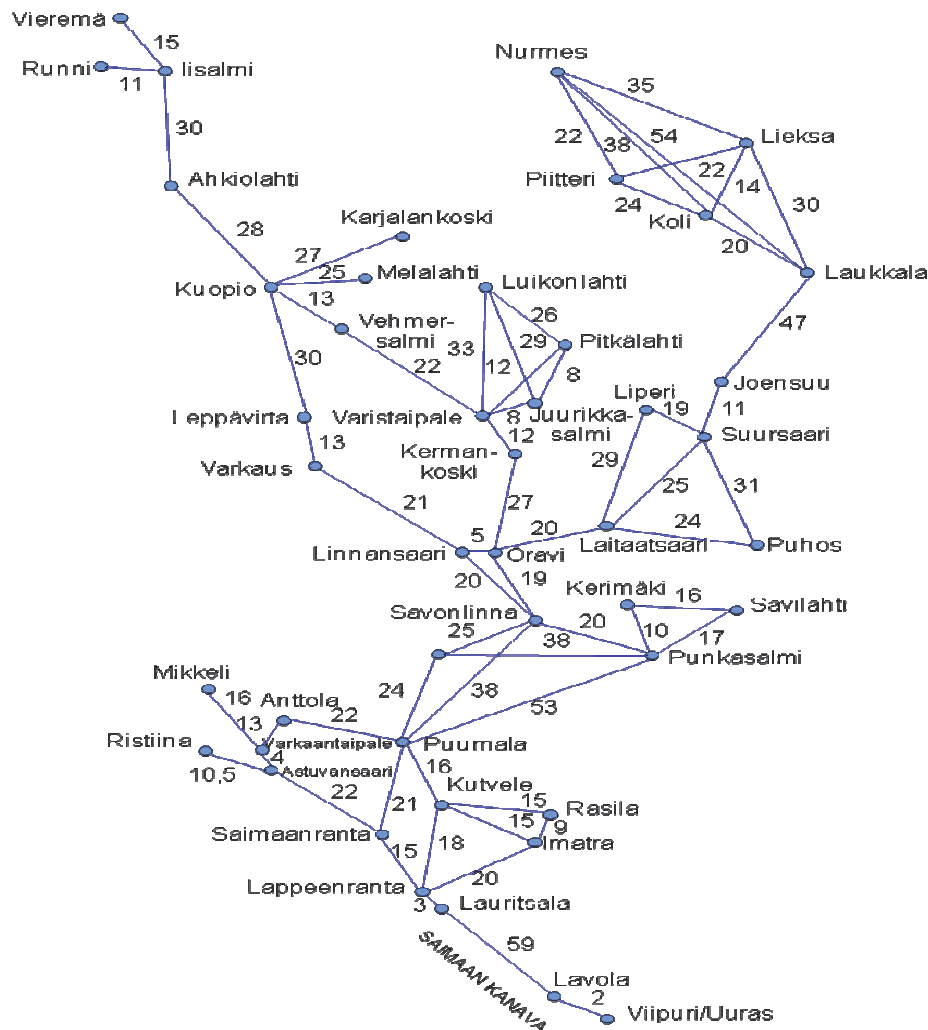 Vieremä
15
Runni
Iisalmi
11
30
Ahkiolahti
28
Nurmes
35
22
38
54
Lieksa
Piitteri
22
14
24
Koli
30
20
Laukkala
47
Karjalankoski
27
25
Melalahti
Kuopio
13
Vehmer-
salmi
Luikonlahti
26
33
29
Pitkälahti
12
8
22
30
Leppävirta
Varistaipale
8
Juurikka-
salmi
12
Kerman-
koski
13
Varkaus
Joensuu
Liperi
19
11
Suursaari
29
25
31
27
21
5
20
24
Linnansaari
Oravi
Laitaatsaari
Puhos
20
19
Savonlinna
Kerimäki
16
Savilahti
25
20
10
17
38
Punkasalmi
Mikkeli
16
Anttola
24
38
53
13
22
Ristiina
Varkaantaipale
Puumala
4
10,5
Astuvansaari
16
22
21
Kutvele
15
Rasila
15
9
Saimaanranta
18
Imatra
15
20
Lappeenranta
3
Lauritsala
59
SAIMAAN KANAVA
Lavola
2
Viipuri/Uuras